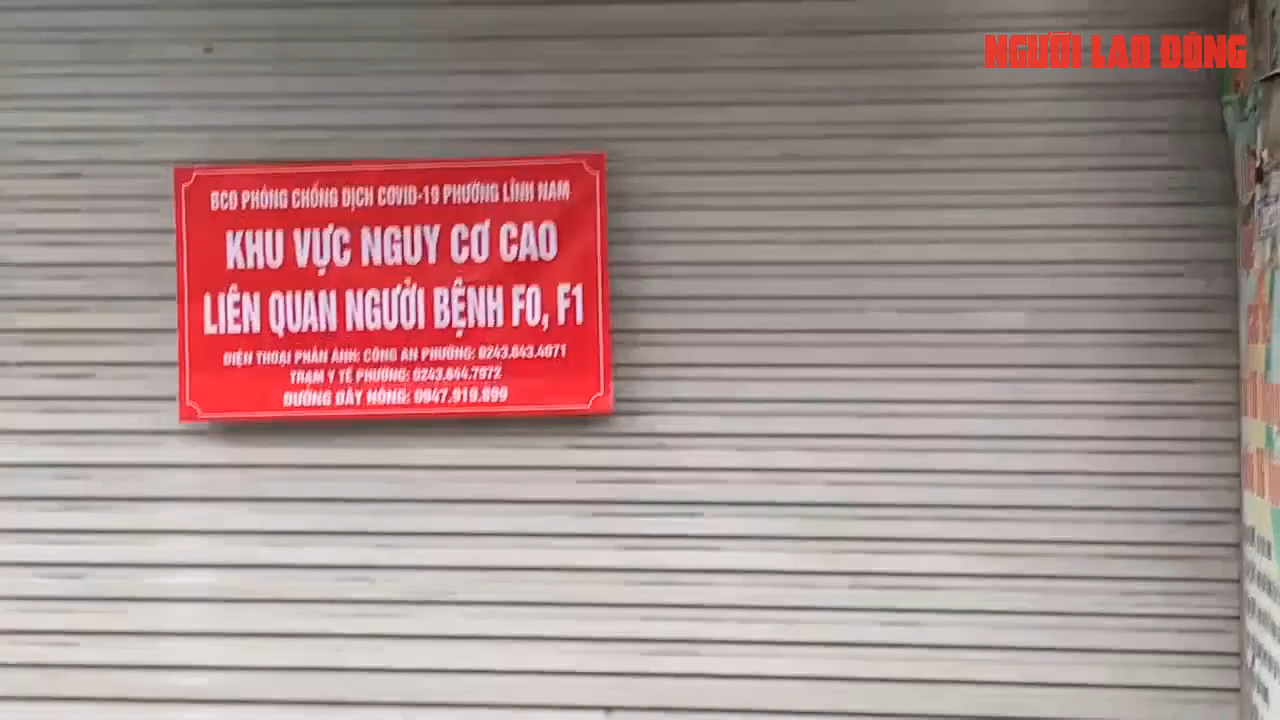 NGƯỜI LAO ĐỘNG
BCĐ PHÒNG CHỐNG DỊCH COVID-19 PHƯỜNG LĨNH NAM
KHU VỰC NGUY CƠ CAO
LIÊN QUAN NGƯỜI BỆNH F0, F1
ĐIỆN THOẠI PHẢN ÁNH: CÔNG AN PHƯỜNG: 0243.643.4071
TRẠM Y TẾ PHƯỜNG: 0243.644.7972
ĐƯỜNG DÂY NÓNG: 0947.919.899